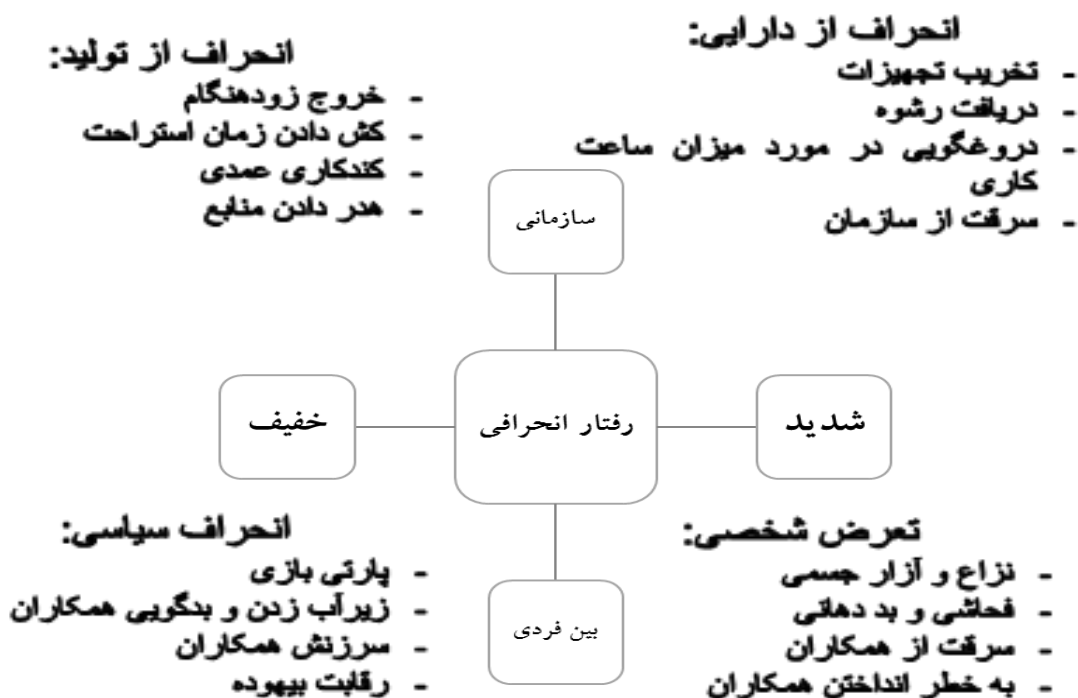 انحراف از دارایی:
- تخریب تجهیزات
- دریافت رشوه
- دروغگویی در مورد میزان ساعت
کاری
- سرقت از سازمان
انحراف از تولید:
- خروج زودهنگام
- کش دادن زمان استراحت
- کندکاری عمدی
- هدر دادن منابع
سازمانی
شدید
رفتار انحرافی
خفیف
بین فردی
تعرض شخصی:
- نزاع و آزار جسمی
- فحاشی و بد دهانی
- سرقت از همکاران
- به خطر انداختن همکاران
انحراف سیاسی:
- پارتی بازی
- زیرآب زدن و بدگویی همکاران
- سرزنش همکاران
- رقابت بیهوده